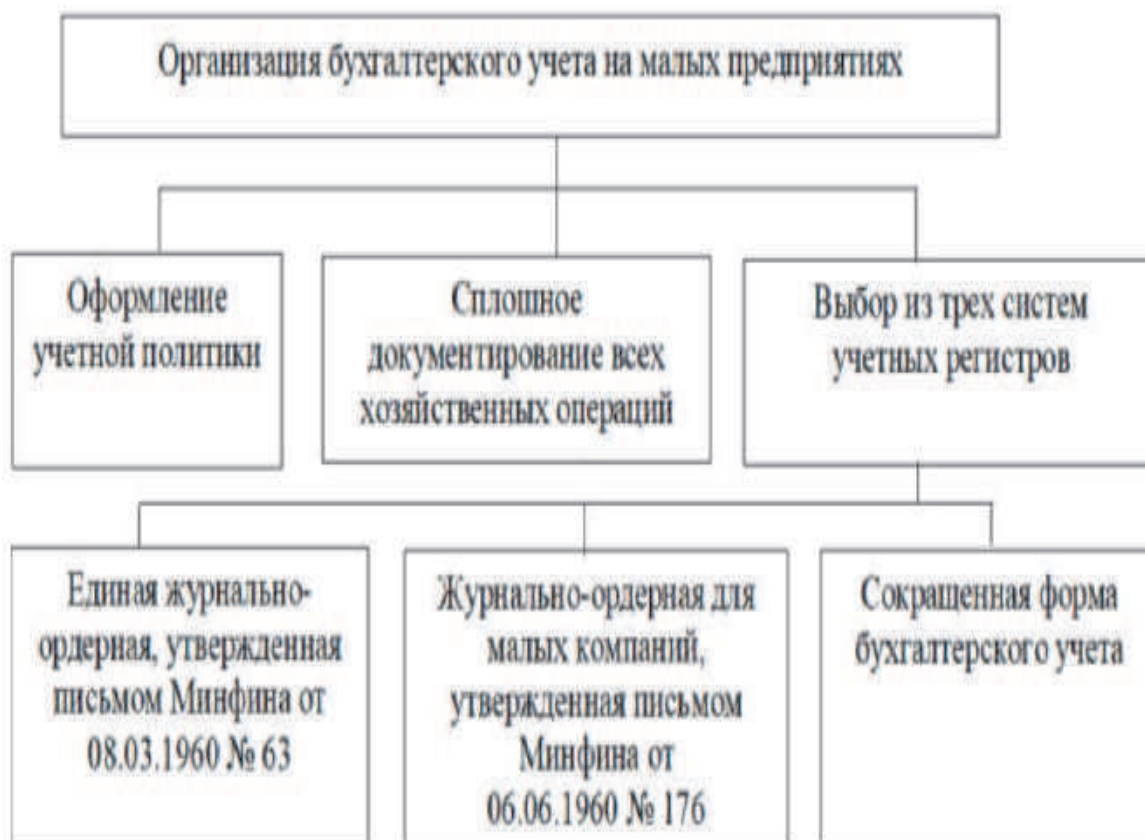 Организация бухгалтерского учета на малых предприятиях
Оформление
учетной политики
Сплошное
документирование всех
хозяйственных операций
Выбор из трех систем
учетных регистров
Единая журнально-
ордерная, утвержденная
письмом Минфина от
08.03.1960 № 63
Журнально-ордерная для
малых компаний,
утвержденная письмом
Минфина от
06.06.1960 № 176
Сокращенная форма
бухгалтерского учета